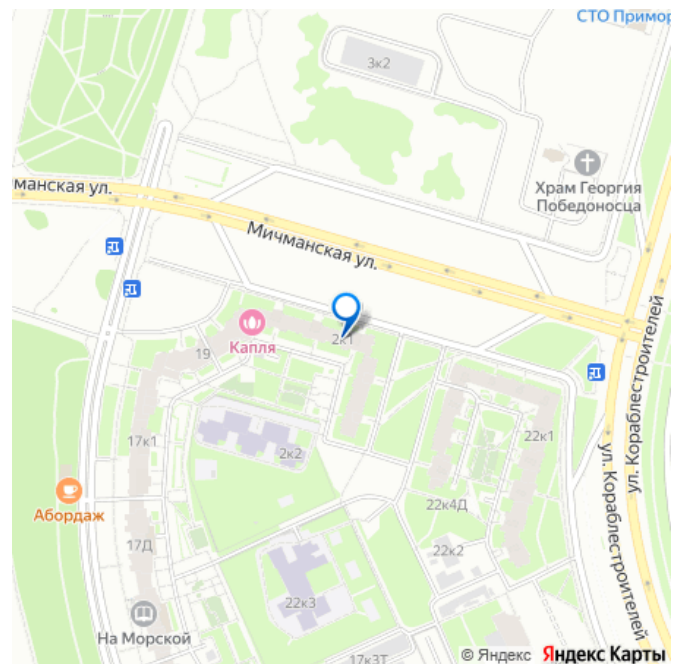 СТО Примор
3к2
Храм Георгия
Победоносца
манская ул.
Мичманская ул.
ул. Кораблестроителей
Капля
2к1
19
17к1
2к2
22к1
22к4Д
ул. Кораблестроителей
Абордаж
17Д
22к2
22к3
На Морской
17к3Т
© Яндекс Яндекс Карты